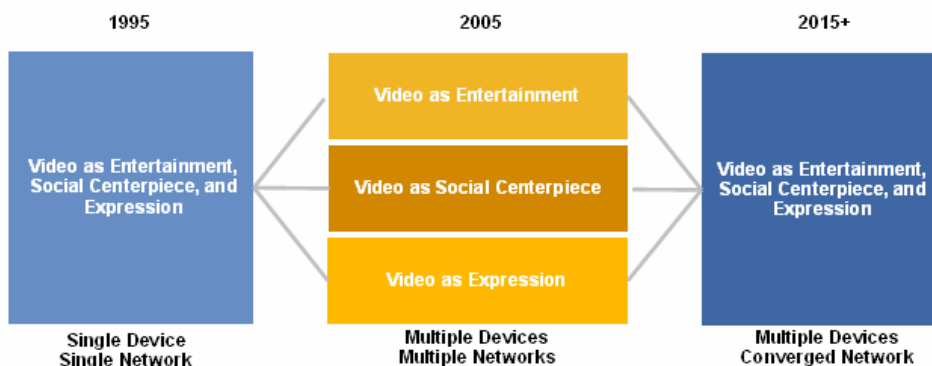 1995
2005
2015+
Video as Entertainment,
Social Centerpiece, and
Expression
Video as Entertainment
Video as Social Centerpiece
Video as Expression
Video as Entertainment,
Social Centerpiece, and
Expression
Single Device
Single Network
Multiple Devices
Multiple Networks
Multiple Devices
Converged Network